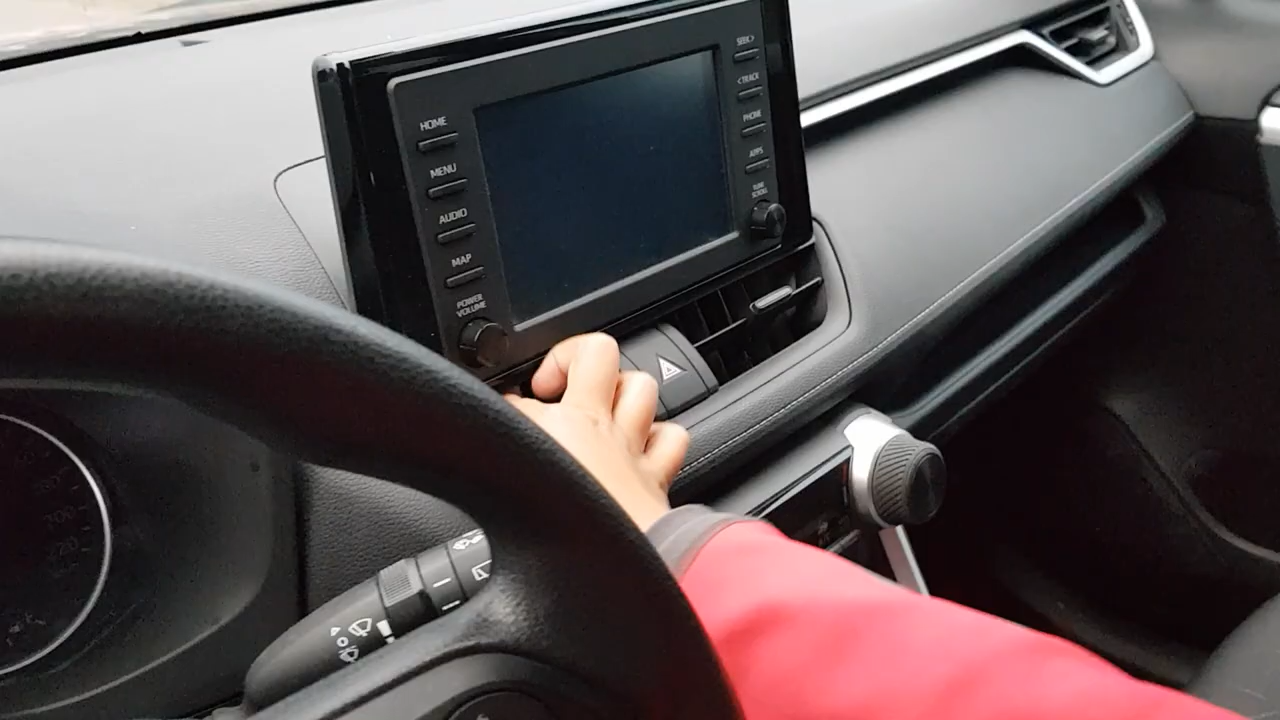 HOME
MENU
AUDIO
MAP
POWER
VOLUME
SEEK>
<TRACK
PHONE
APPS
TUNE
SCROLL